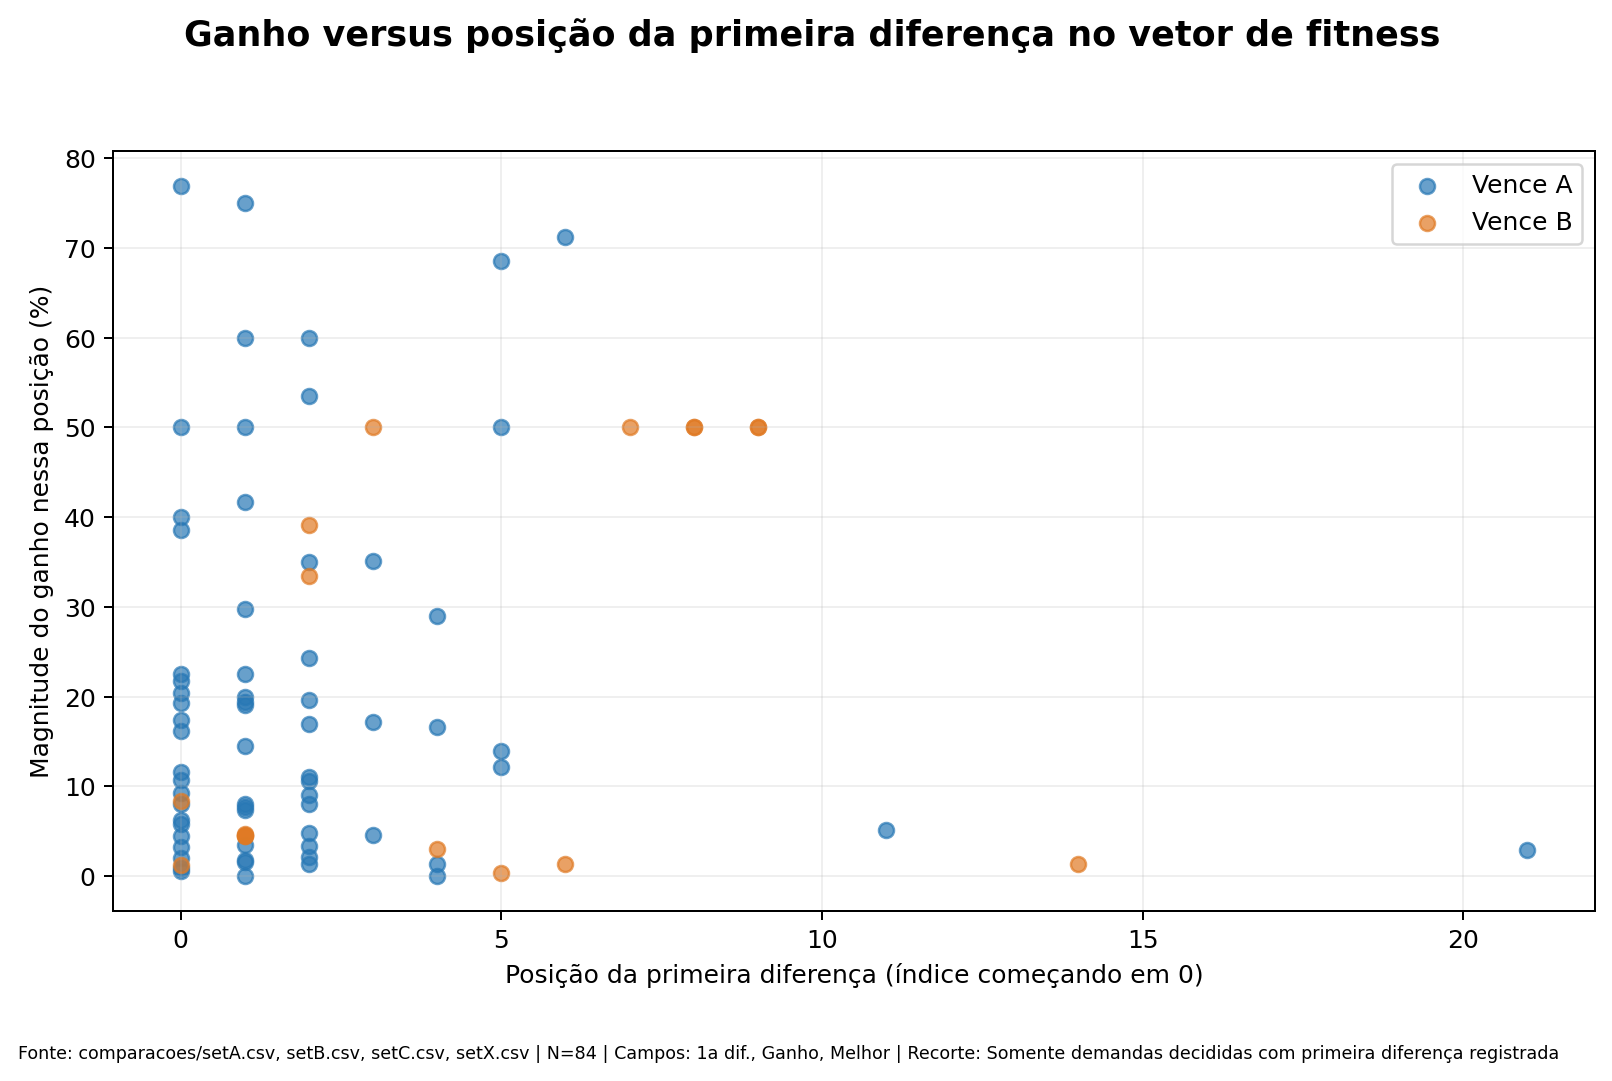 Ganho versus posição da primeira diferença no vetor de fitness
80
70
60
50
40
30
20
10
0
Magnitude do ganho nessa posição (%)
Vence A
Vence B
0 5 10 15 20
Posição da primeira diferença (índice começando em 0)
Fonte: comparacoes/setA.csv, setB.csv, setC.csv, setX.csv | N=84 | Campos: 1a dif., Ganho, Melhor | Recorte: Somente demandas decididas com primeira diferença registrada